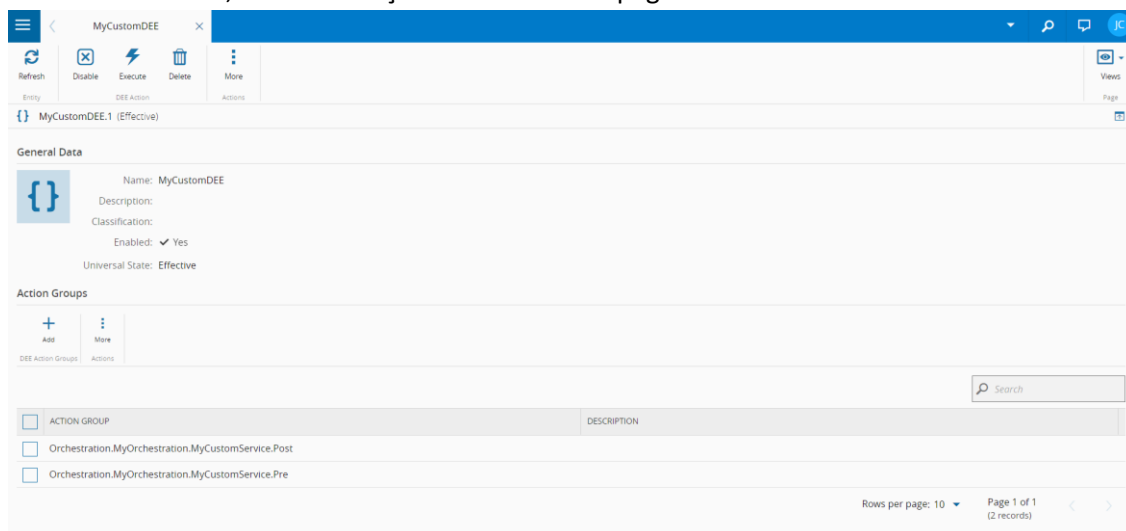 MyCustomDEE
JC
Refresh Disable Execute Delete More Views
Entity DEE Action Actions Page
{ } MyCustomDEE.1 (Effective)
General Data
{ }
Name: MyCustomDEE
Description:
Classification:
Enabled: Yes
Universal State: Effective
Action Groups
Add More
DEE Action Groups Actions
Search
ACTION GROUP DESCRIPTION
Orchestration.MyOrchestration.MyCustomService.Post
Orchestration.MyOrchestration.MyCustomService.Pre
Rows per page: 10 Page 1 of 1
(2 records)